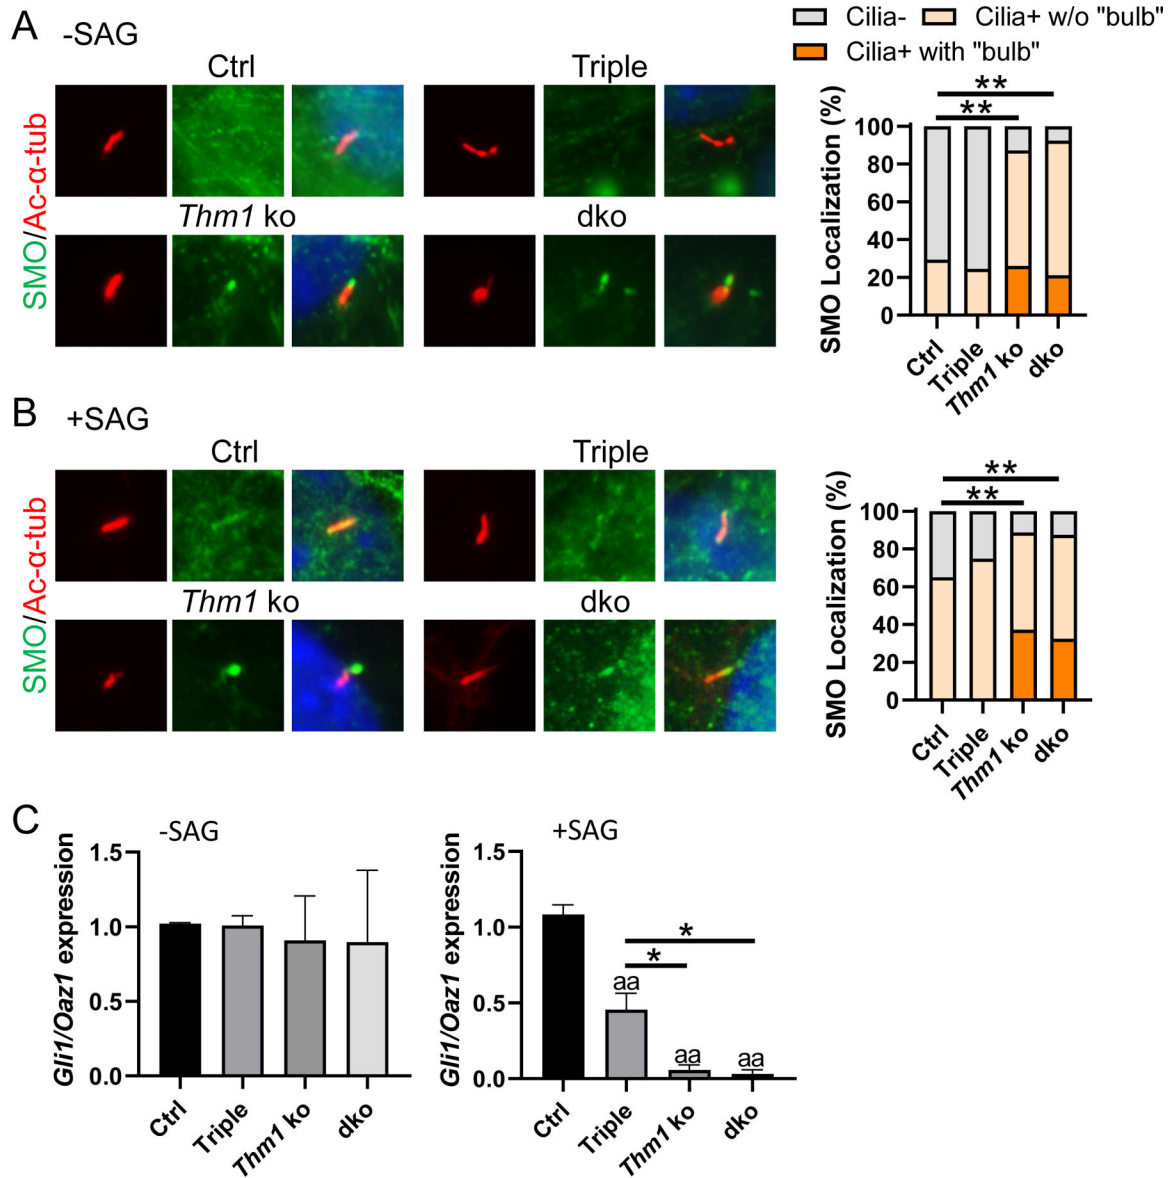 A
-SAG
Cilia- Cilia+ w/o "bulb"
Cilia+ with "bulb"
Ctrl
Triple
Thm1 ko
dko
SMO/Ac-α-tub
**
**
SMO Localization (%)
100
80
60
40
20
0
Ctrl
Triple
Thm1 ko
dko
B
+SAG
Ctrl
Triple
Thm1 ko
dko
SMO/Ac-α-tub
**
**
SMO Localization (%)
100
80
60
40
20
0
Ctrl
Triple
Thm1 ko
dko
C
-SAG
Gli1/Oaz1 expression
1.5
1.0
0.5
0.0
Ctrl
Triple
Thm1 ko
dko
+SAG
Gli1/Oaz1 expression
1.5
1.0
0.5
0.0
*
*
aa
aa
aa
Ctrl
Triple
Thm1 ko
dko